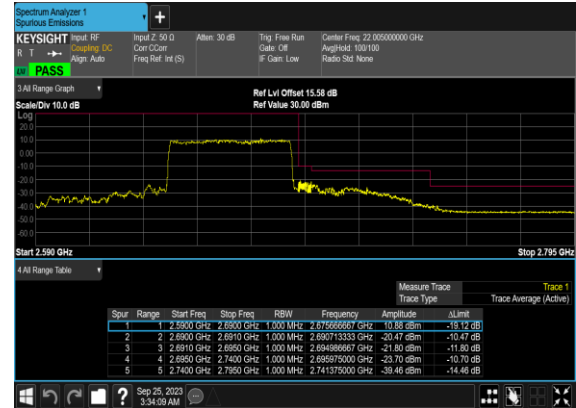 Spectrum Analyzer 1
Spurious Emissions
KEYSIGHT Input: RF Input Z: 50 Ω Atten: 30 dB Trig: Free Run Center Freq: 22.005000000 GHz
R T Coupling: DC Corr CCorr Gate: Off Avg|Hold: 100/100
Align: Auto Freq Ref: Int (S) IF Gain: Low Radio Std: None
PASS
3 All Range Graph
Ref Lvl Offset 15.58 dB
Scale/Div 10.0 dB Ref Value 30.00 dBm
Log
20.0
10.0
0.00
-10.0
-20.0
-30.0
-40.0
-50.0
-60.0
Start 2.590 GHz Stop 2.795 GHz
4 All Range Table
Measure Trace Trace 1
Trace Type Trace Average (Active)
Spur Range Start Freq Stop Freq RBW Frequency Amplitude ΔLimit
1 1 2.5900 GHz 2.6900 GHz 1.000 MHz 2.675666667 GHz 10.88 dBm -19.12 dB
2 2 2.6900 GHz 2.6910 GHz 1.000 MHz 2.690713333 GHz -20.47 dBm -10.47 dB
3 3 2.6910 GHz 2.6950 GHz 1.000 MHz 2.694986667 GHz -21.80 dBm -11.80 dB
4 4 2.6950 GHz 2.7400 GHz 1.000 MHz 2.695975000 GHz -23.70 dBm -10.70 dB
5 5 2.7400 GHz 2.7950 GHz 1.000 MHz 2.741375000 GHz -39.46 dBm -14.46 dB
Sep 25, 2023
3:34:09 AM